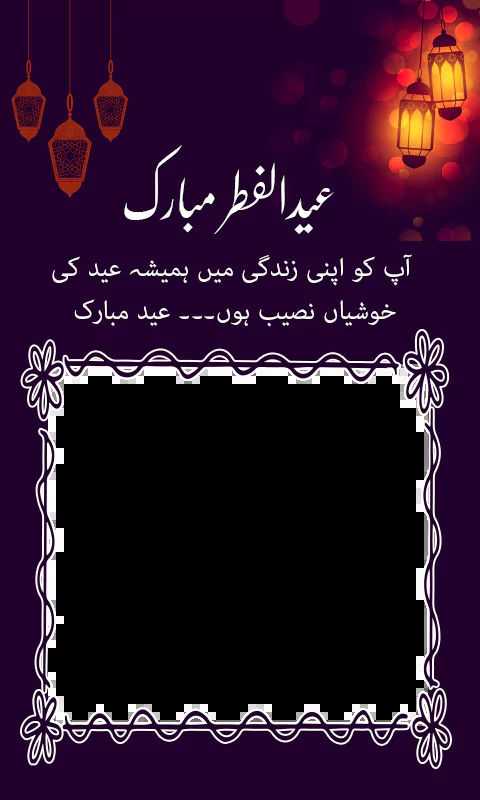 عیدالفطر مبارک
آپ کو اپنی زندگی میں ہمیشہ عید کی
خوشیاں نصیب ہوں۔۔۔ عید مبارک